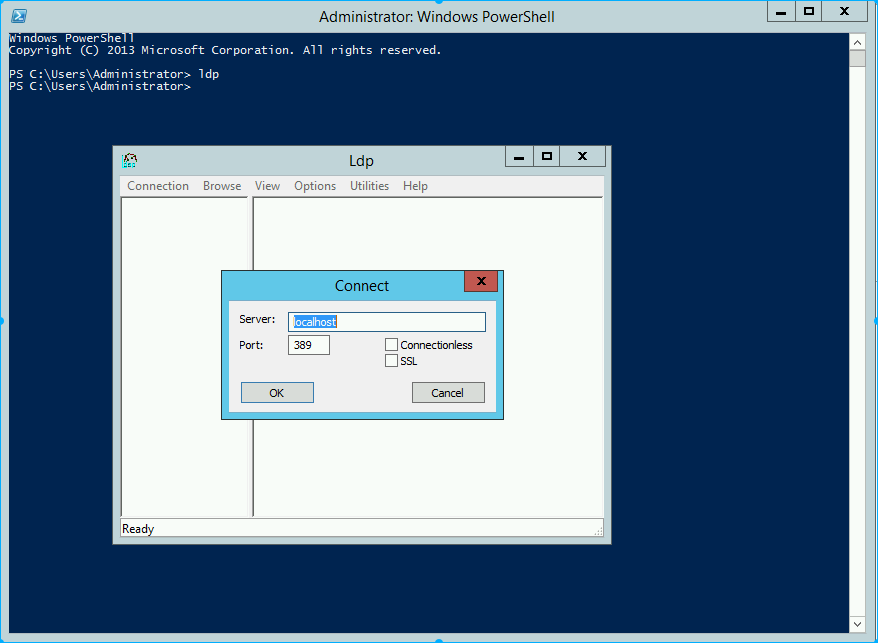 Administrator: Windows PowerShell
Windows PowerShell
Copyright (C) 2013 Microsoft Corporation. All rights reserved.
PS C:\Users\Administrator> ldp
PS C:\Users\Administrator>
Ldp
Connection Browse View Options Utilities Help
Connect
Server: localhost
Port: 389 Connectionless
SSL
OK Cancel
Ready